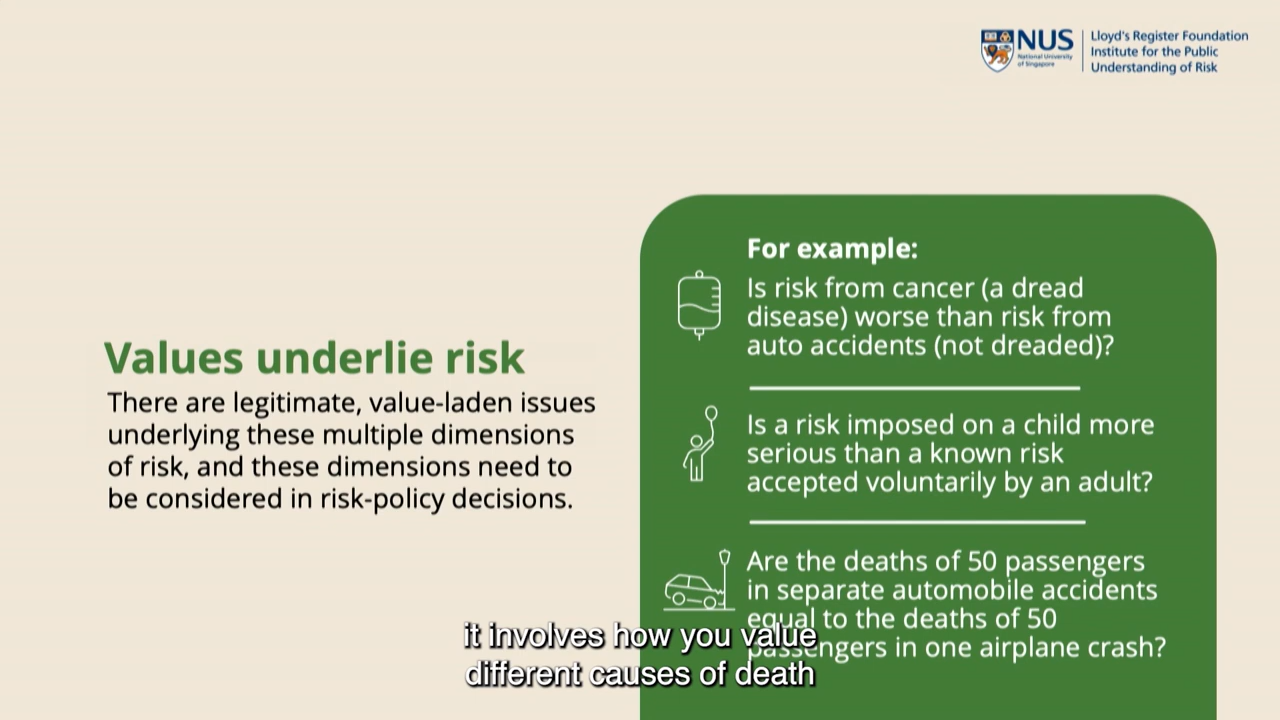 NUS
National University
of Singapore
Lloyd's Register Foundation
Institute for the Public
Understanding of Risk
Values underlie risk
There are legitimate, value-laden issues
underlying these multiple dimensions
of risk, and these dimensions need to
be considered in risk-policy decisions.
For example:
Is risk from cancer (a dread
disease) worse than risk from
auto accidents (not dreaded)?
Is a risk imposed on a child more
serious than a known risk
accepted voluntarily by an adult?
Are the deaths of 50 passengers
in separate automobile accidents
equal to the deaths of 50
passengers in one airplane crash?
it involves how you value
different causes of death